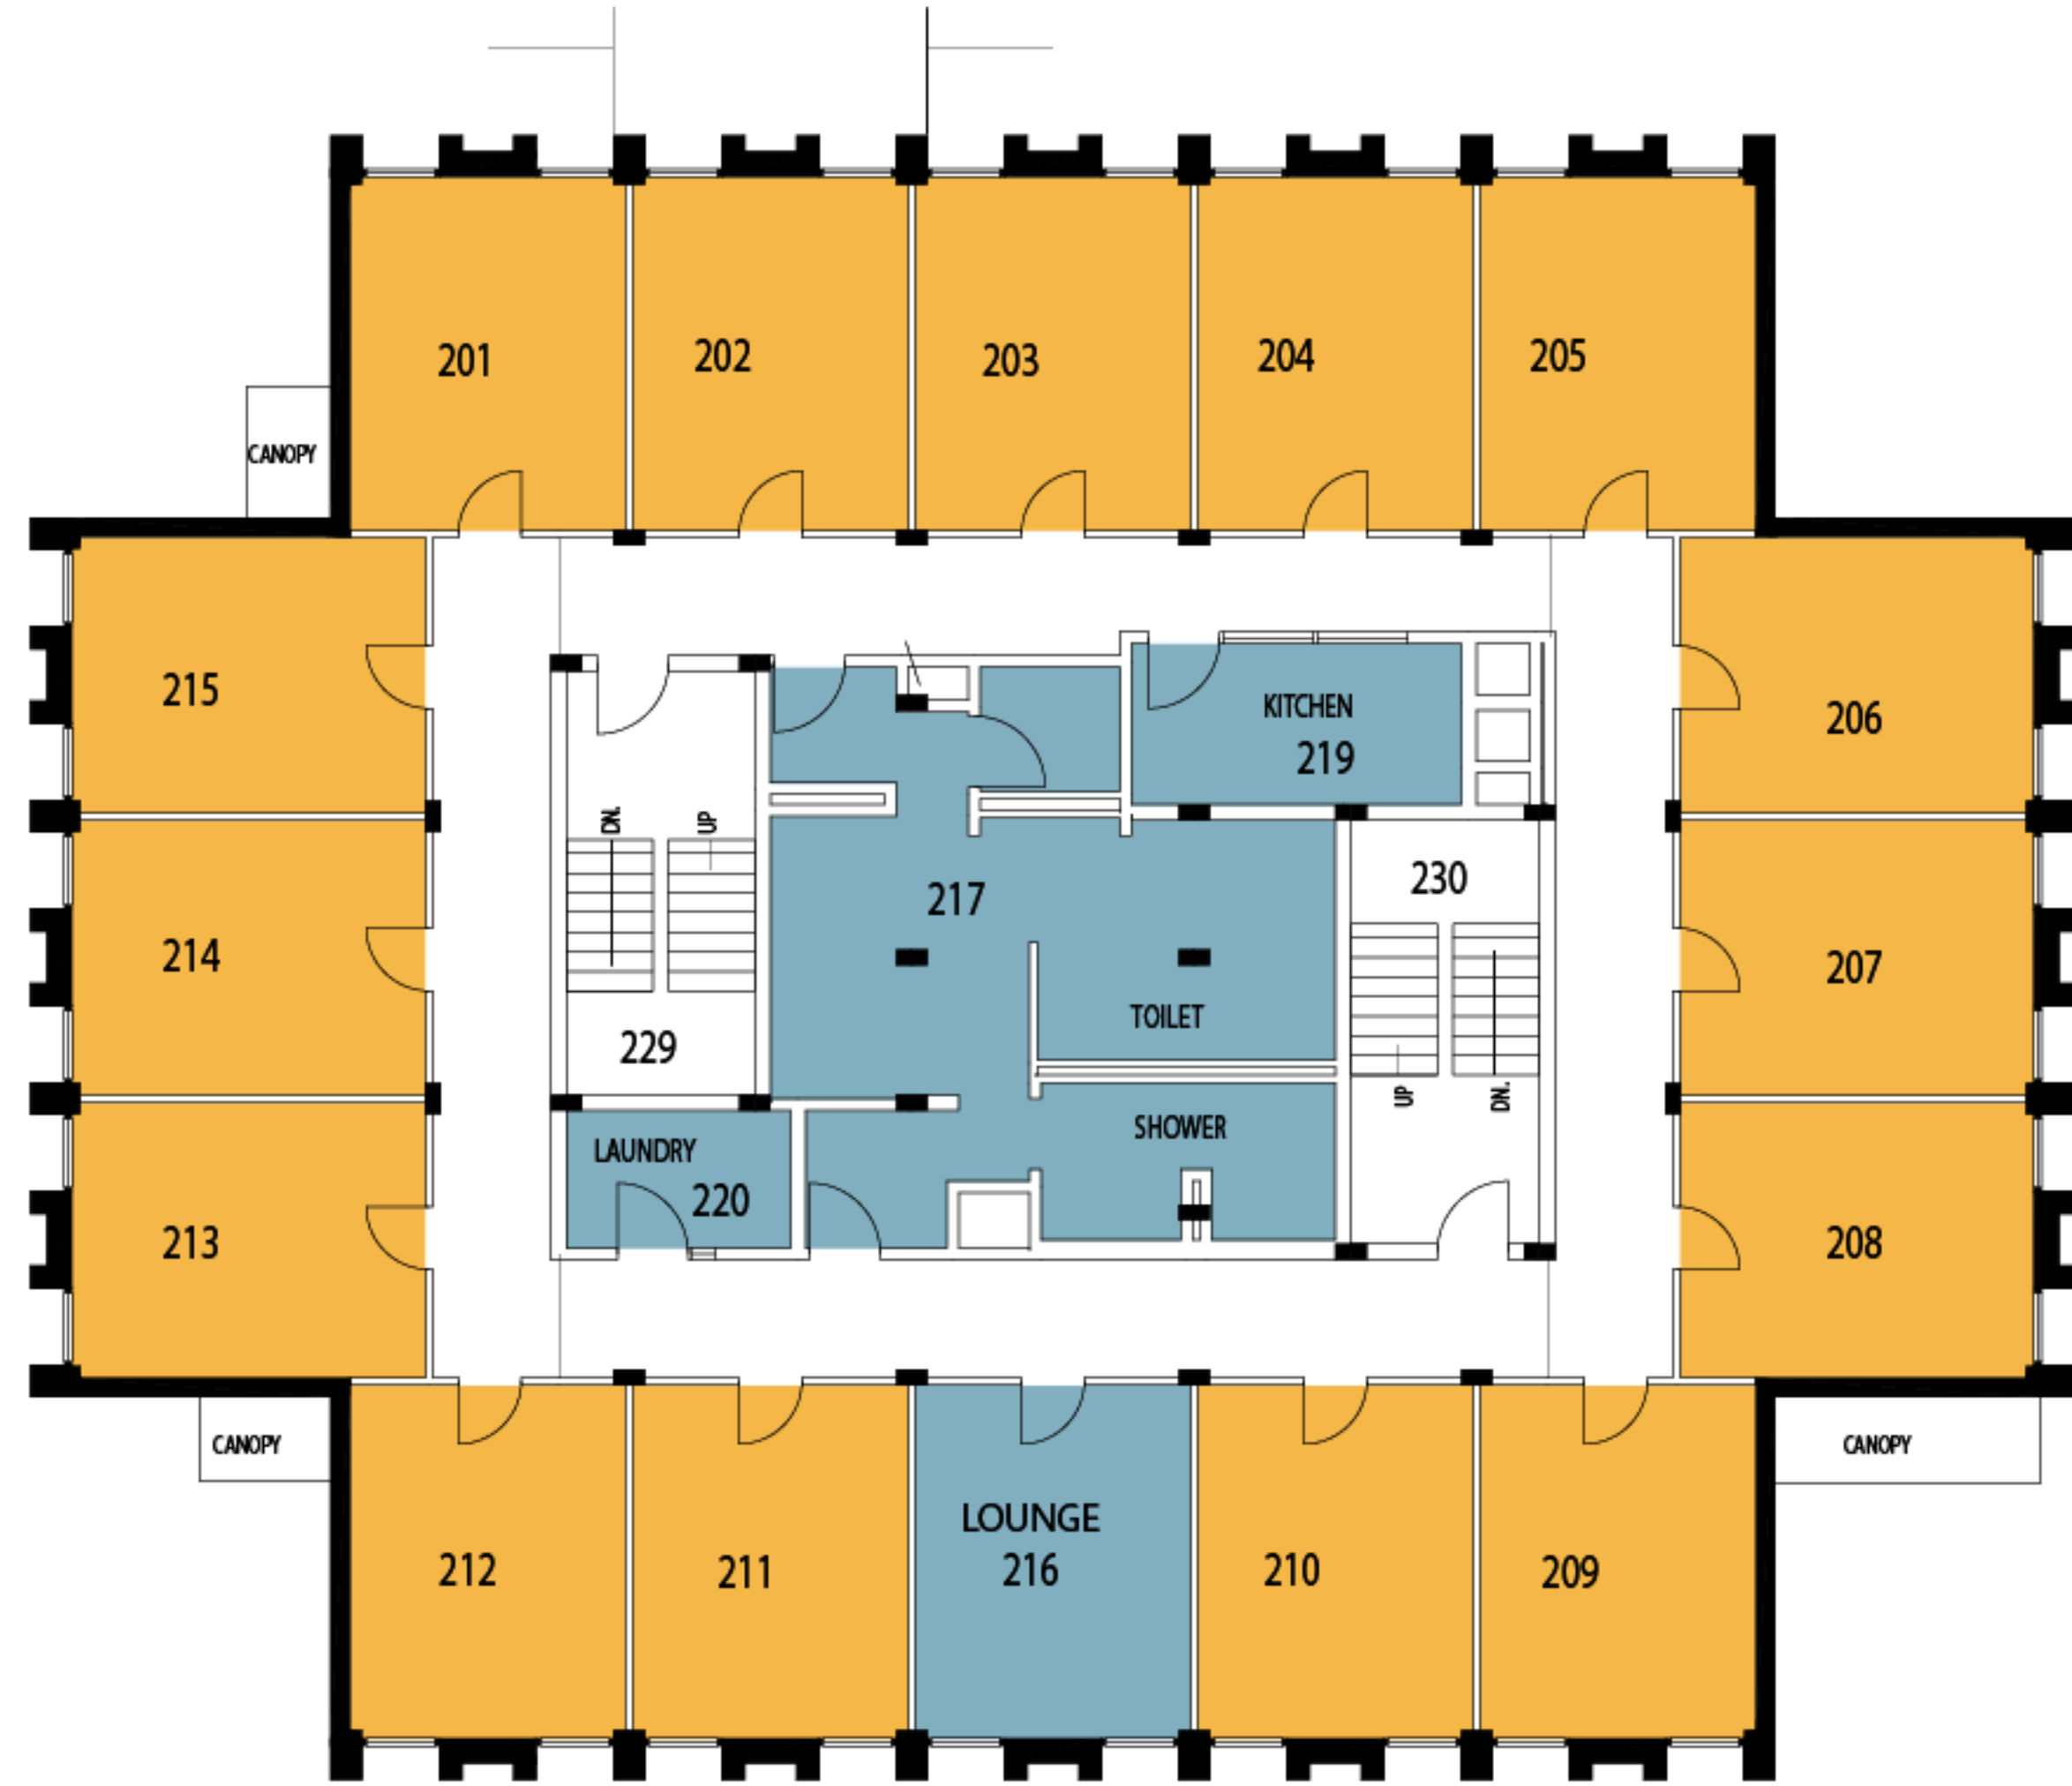 201
202
203
204
205
CANOPY
215
206
KITCHEN
219
DN.
UP
230
217
214
207
TOILET
229
UP
DN.
SHOWER
LAUNDRY
220
213
208
CANOPY
CANOPY
LOUNGE
216
212
211
210
209